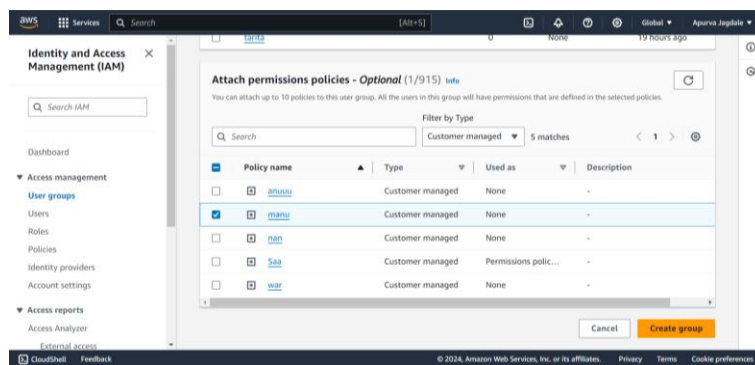 aws Services Search [Alt+S] Global Apurva Jagdale
Identity and Access
Management (IAM)
Search IAM
Dashboard
Access management
User groups
Users
Roles
Policies
Identity providers
Account settings
Access reports
Access Analyzer
External access
tarita 0 None 19 hours ago
Attach permissions policies - Optional (1/915) Info
You can attach up to 10 policies to this user group. All the users in this group will have permissions that are defined in the selected policies.
Filter by Type
Search Customer managed 5 matches 1
Policy name Type Used as Description
anuuu Customer managed None -
manu Customer managed None -
nan Customer managed None -
Saa Customer managed Permissions polic... -
war Customer managed None -
Cancel Create group
CloudShell Feedback © 2024, Amazon Web Services, Inc. or its affiliates. Privacy Terms Cookie preferences